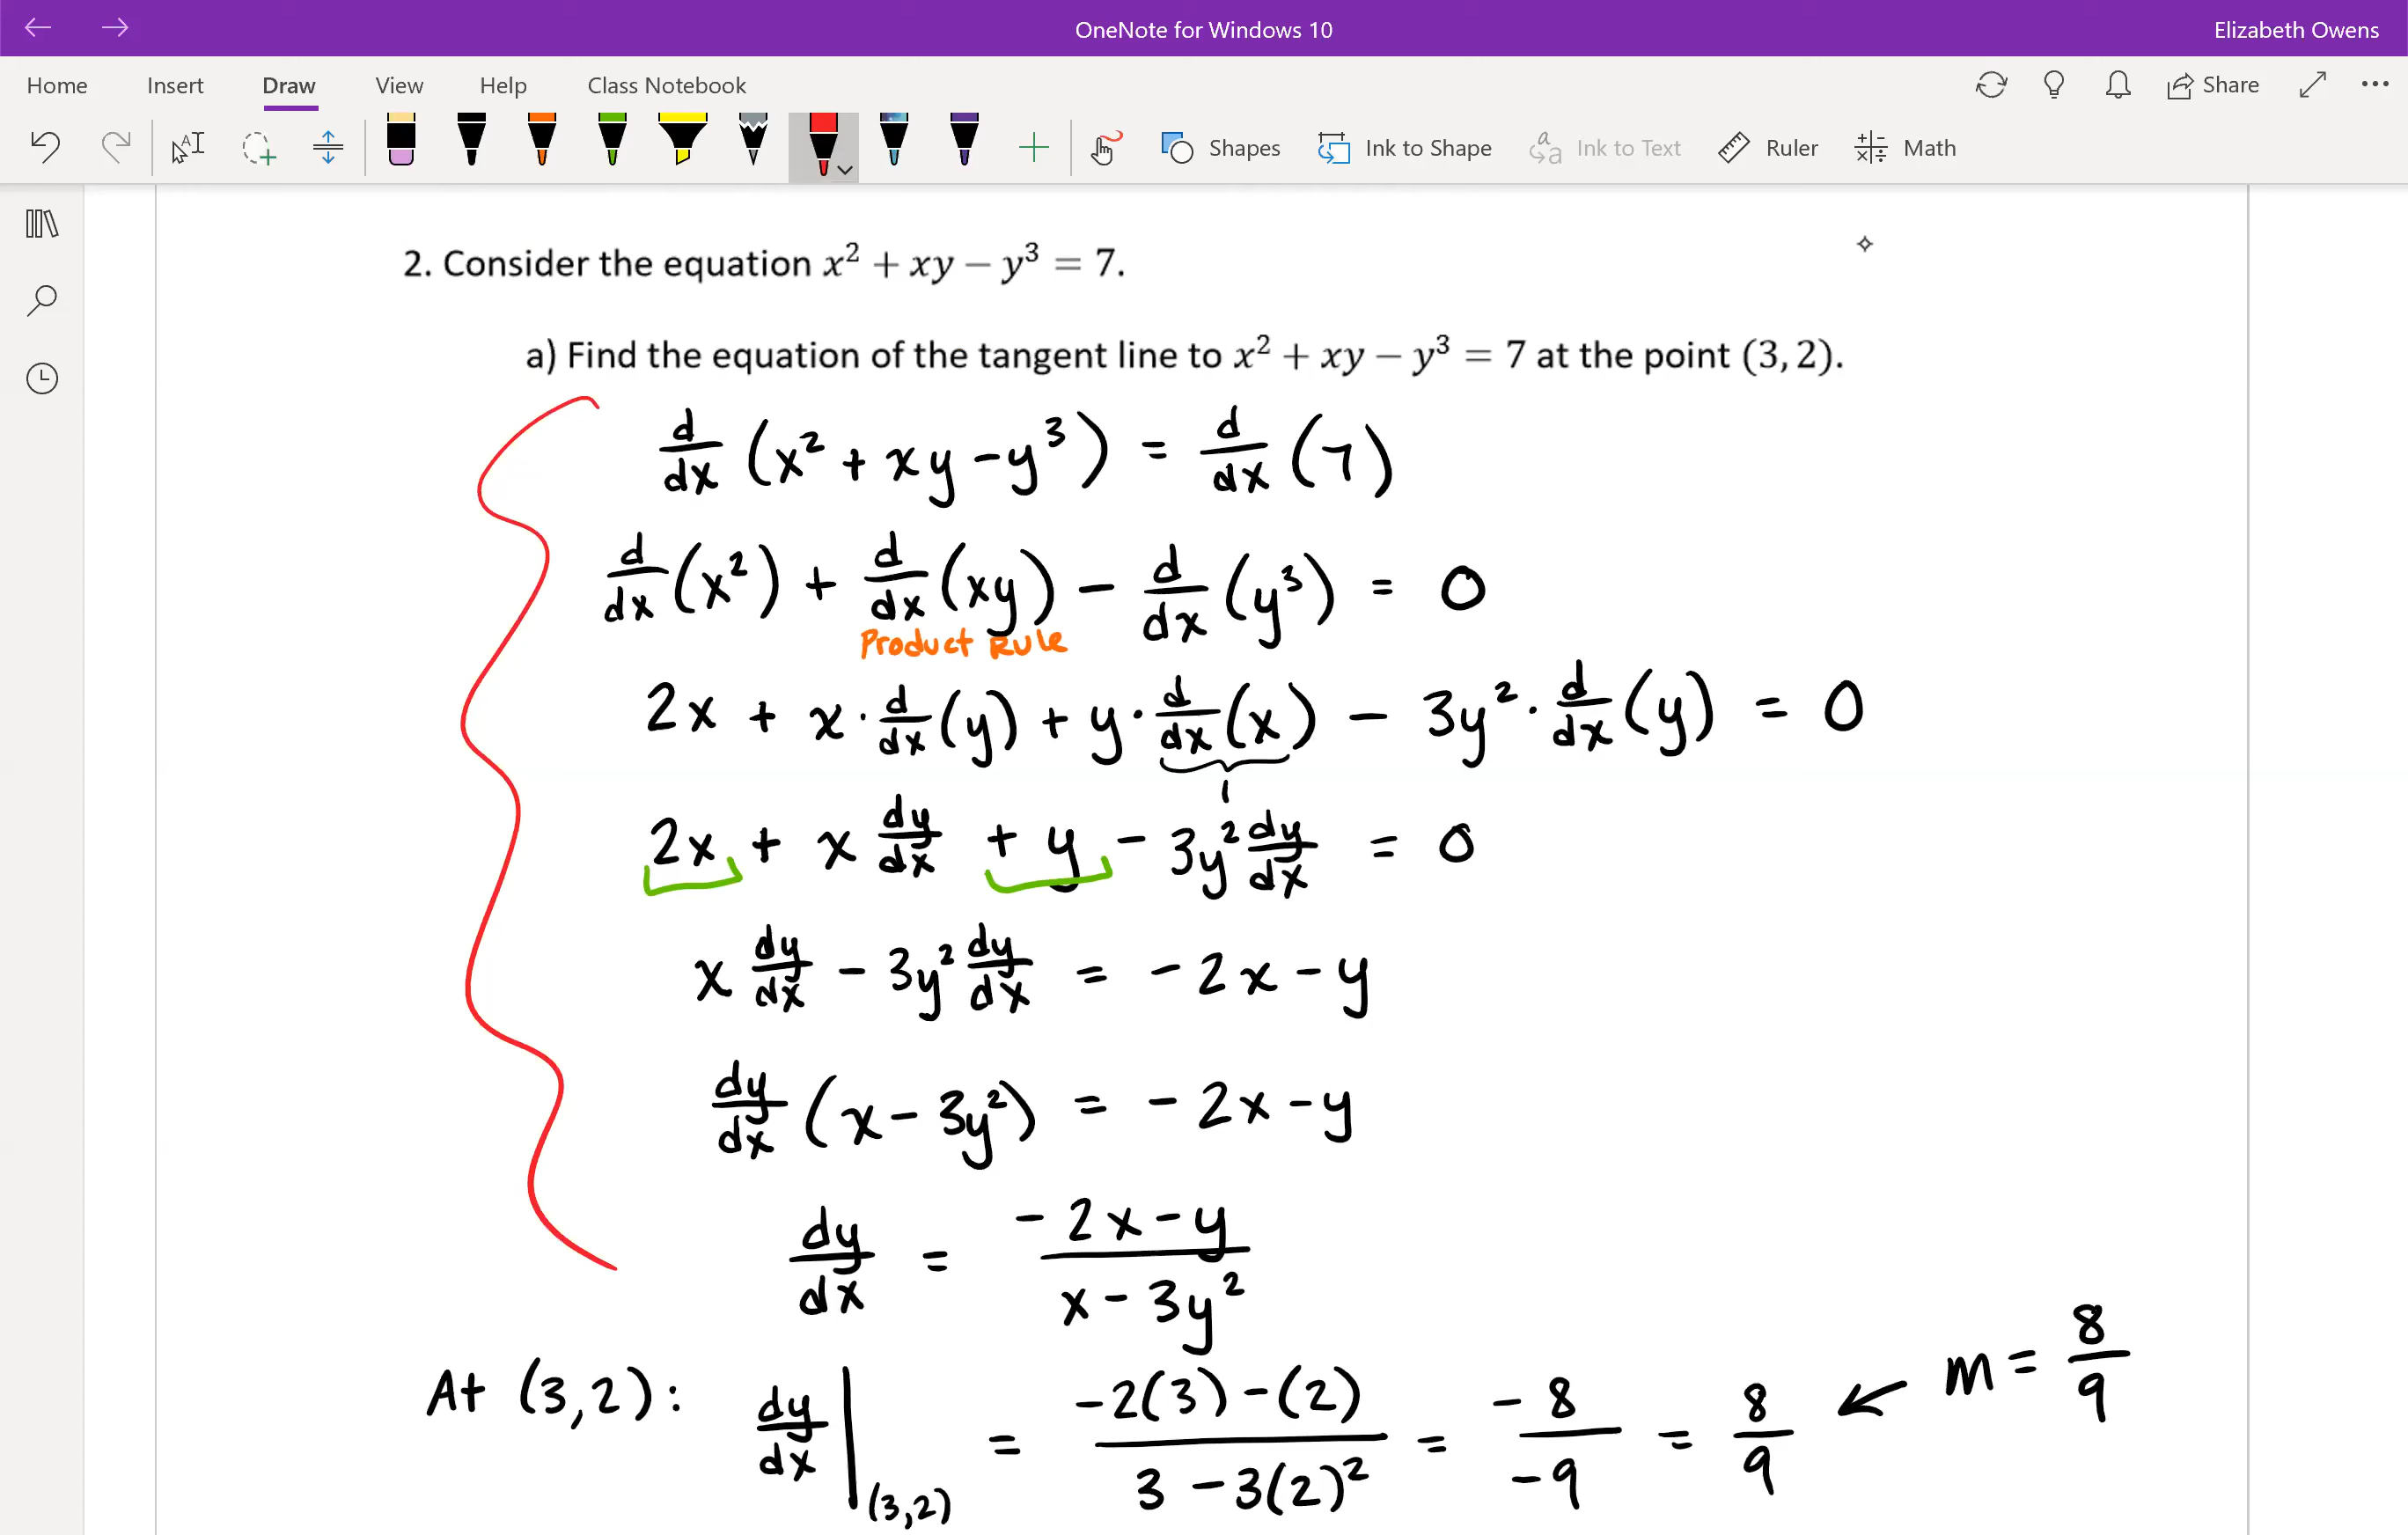 OneNote for Windows 10
Elizabeth Owens
Home Insert Draw View Help Class Notebook Share
Shapes Ink to Shape Ink to Text Ruler Math
2. Consider the equation x² + xy − y³ = 7.
a) Find the equation of the tangent line to x² + xy − y³ = 7 at the point (3, 2).
d/dx (x² + xy − y³) = d/dx (7)
d/dx (x²) + d/dx (xy) − d/dx (y³) = 0
Product Rule
2x + x · d/dx (y) + y · d/dx (x) − 3y² · d/dx (y) = 0
1
2x + x dy/dx + y − 3y² dy/dx = 0
x dy/dx − 3y² dy/dx = −2x − y
dy/dx (x − 3y²) = −2x − y
dy/dx = (−2x − y)/(x − 3y²)
At (3,2): dy/dx |(3,2) = (−2(3) − (2))/(3 − 3(2)²) = −8/−9 = 8/9 ← m = 8/9